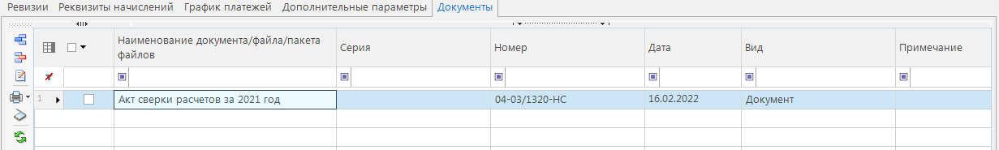 Ревизии Реквизиты начислений График платежей Дополнительные параметры Документы
Наименование документа/файла/пакета файлов Серия Номер Дата Вид Примечание
1 Акт сверки расчетов за 2021 год 04-03/1320-НС 16.02.2022 Документ